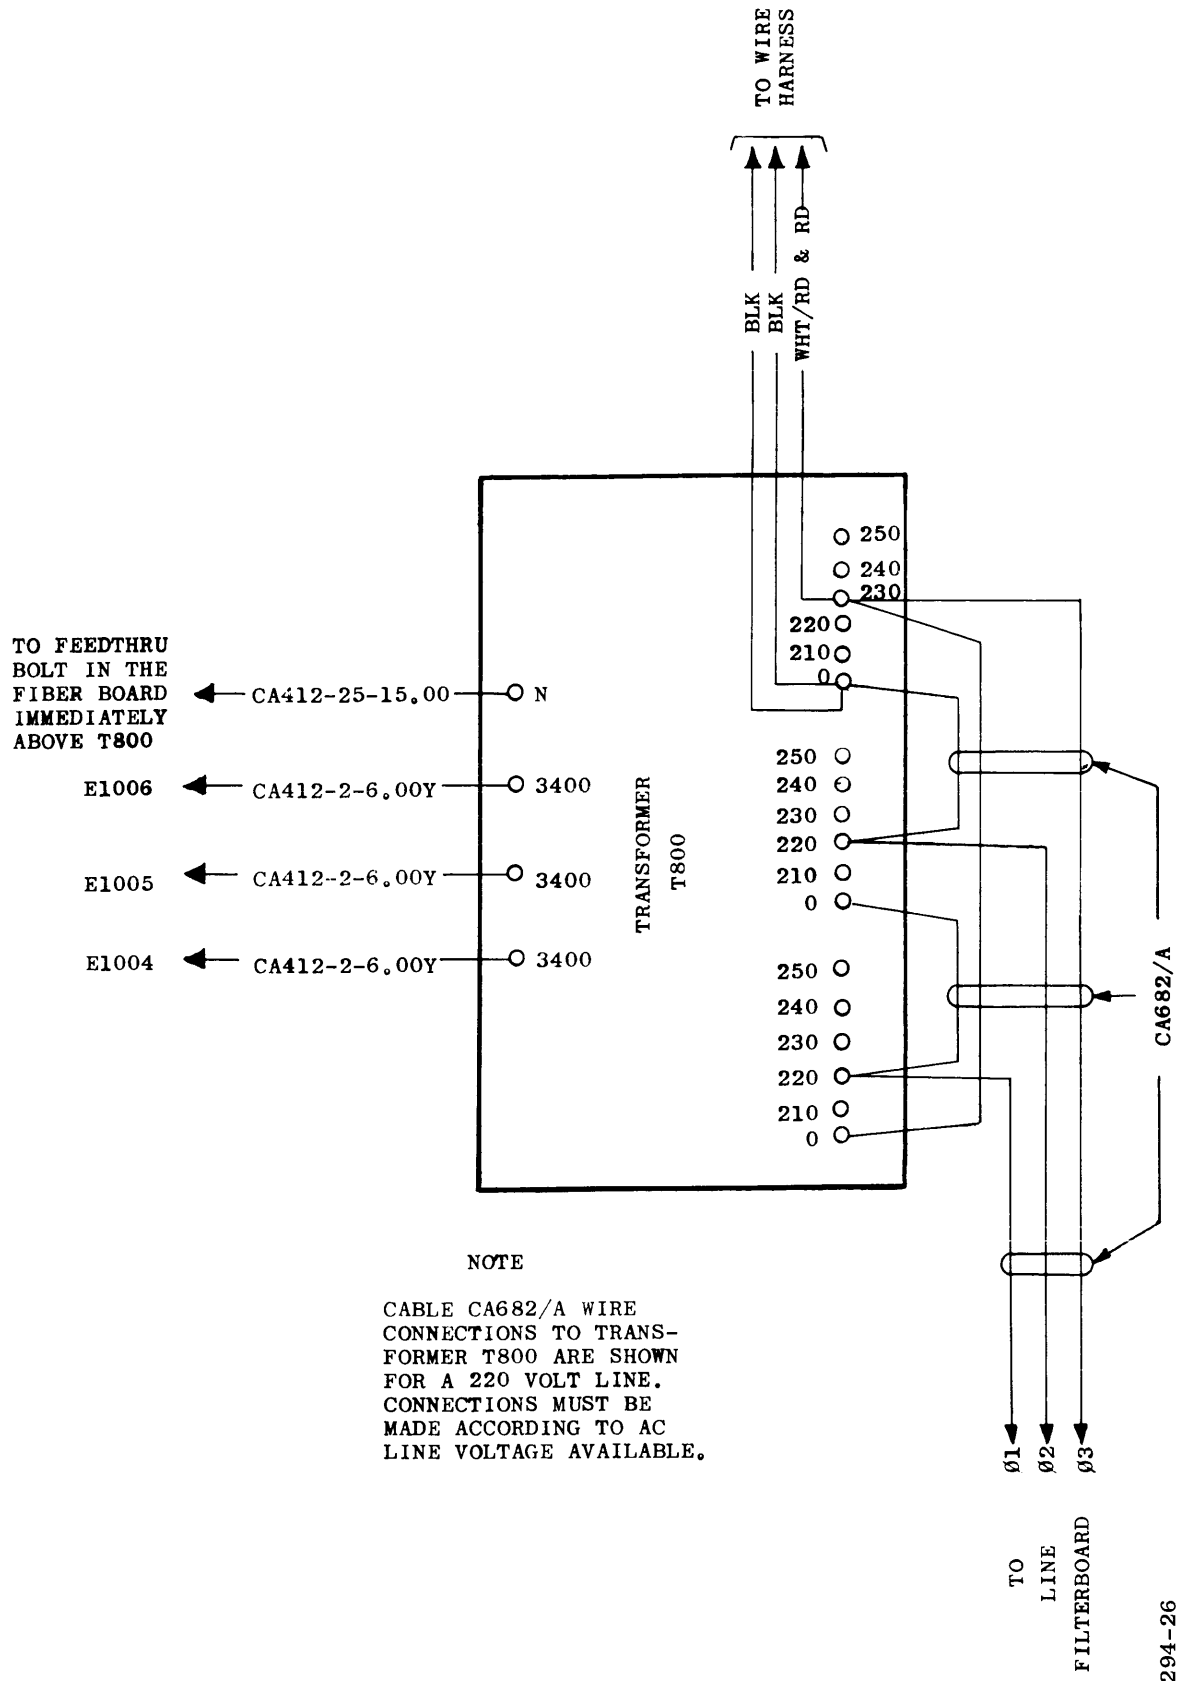 TO WIRE
HARNESS
BLK
BLK
WHT/RD & RD
250
240
230
220
210
0
TO FEEDTHRU
BOLT IN THE
FIBER BOARD
IMMEDIATELY
ABOVE T800
CA412-25-15.00
N
E1006
CA412-2-6.00Y
3400
E1005
CA412-2-6.00Y
3400
E1004
CA412-2-6.00Y
3400
TRANSFORMER
T800
250
240
230
220
210
0
250
240
230
220
210
0
CA682/A
NOTE
CABLE CA682/A WIRE
CONNECTIONS TO TRANS-
FORMER T800 ARE SHOWN
FOR A 220 VOLT LINE.
CONNECTIONS MUST BE
MADE ACCORDING TO AC
LINE VOLTAGE AVAILABLE.
Ø1
Ø2
Ø3
TO
LINE
FILTERBOARD
294-26